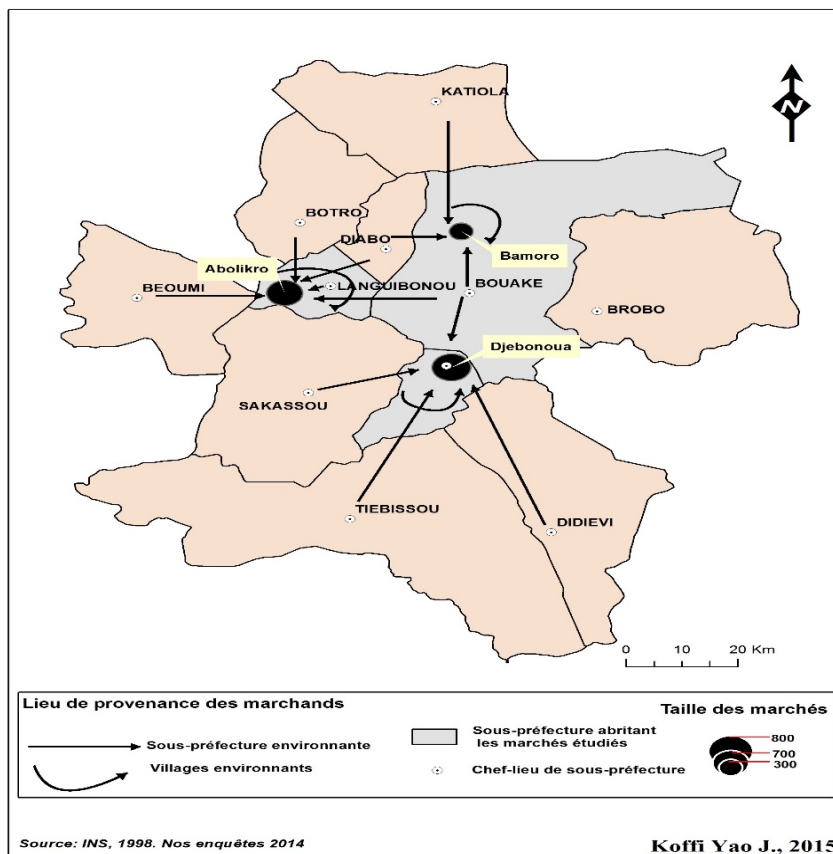 KATIOLA
N
BOTRO
DIABO
Bamoro
Abolikro
BEOUMI
LANGUIBONOU
BOUAKE
BROBO
Djebonoua
SAKASSOU
TIEBISSOU
DIDIEVI
0 10 20 Km
Lieu de provenance des marchands
Sous-préfecture environnante
Villages environnants
Sous-préfecture abritant
les marchés étudiés
Chef-lieu de sous-préfecture
Taille des marchés
800
700
300
Source: INS, 1998. Nos enquêtes 2014
Koffi Yao J., 2015